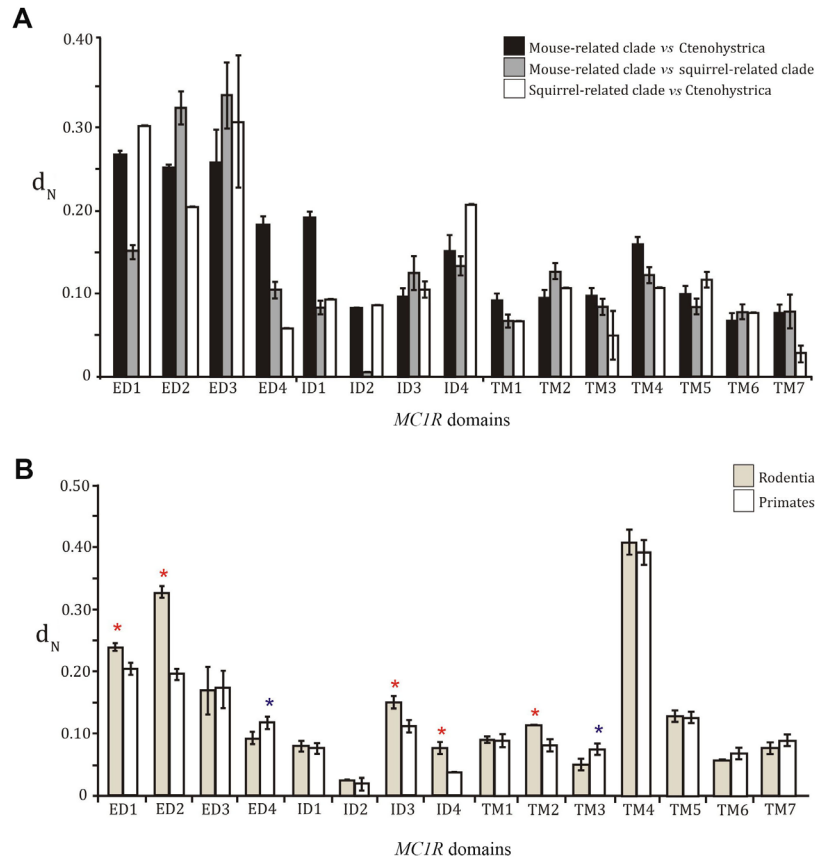 A
0.40
Mouse-related clade vs Ctenohystrica
Mouse-related clade vs squirrel-related clade
Squirrel-related clade vs Ctenohystrica
0.30
dN
0.20
0.10
0
ED1 ED2 ED3 ED4 ID1 ID2 ID3 ID4 TM1 TM2 TM3 TM4 TM5 TM6 TM7
MC1R domains
B
0.50
Rodentia
Primates
0.40
*
0.30
*
dN
0.20
*
*
*
*
*
0.10
0
ED1 ED2 ED3 ED4 ID1 ID2 ID3 ID4 TM1 TM2 TM3 TM4 TM5 TM6 TM7
MC1R domains